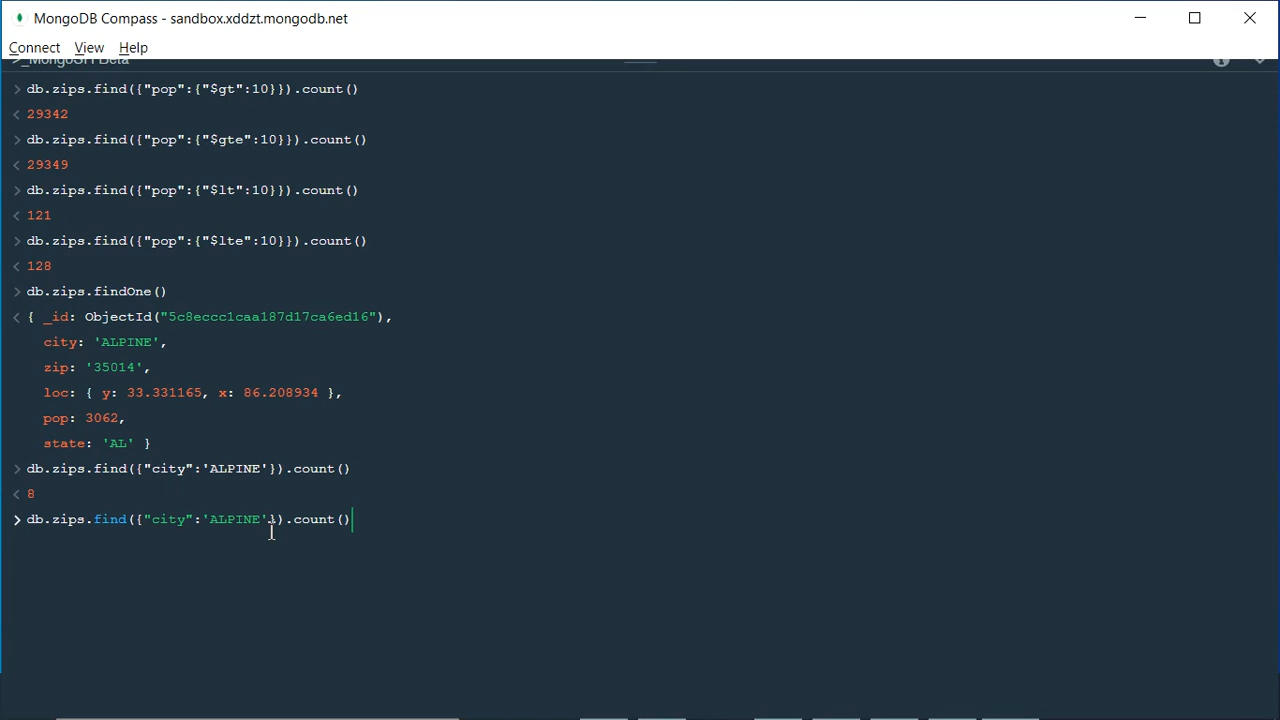 MongoDB Compass - sandbox.xddzt.mongodb.net
Connect View Help
>_MongoSH Beta
> db.zips.find({"pop":{"$gt":10}}).count()
< 29342
> db.zips.find({"pop":{"$gte":10}}).count()
< 29349
> db.zips.find({"pop":{"$lt":10}}).count()
< 121
> db.zips.find({"pop":{"$lte":10}}).count()
< 128
> db.zips.findOne()
< { _id: ObjectId("5c8eccc1caa187d17ca6ed16"),
city: 'ALPINE',
zip: '35014',
loc: { y: 33.331165, x: 86.208934 },
pop: 3062,
state: 'AL' }
> db.zips.find({"city":'ALPINE'}).count()
< 8
> db.zips.find({"city":'ALPINE'}).count()